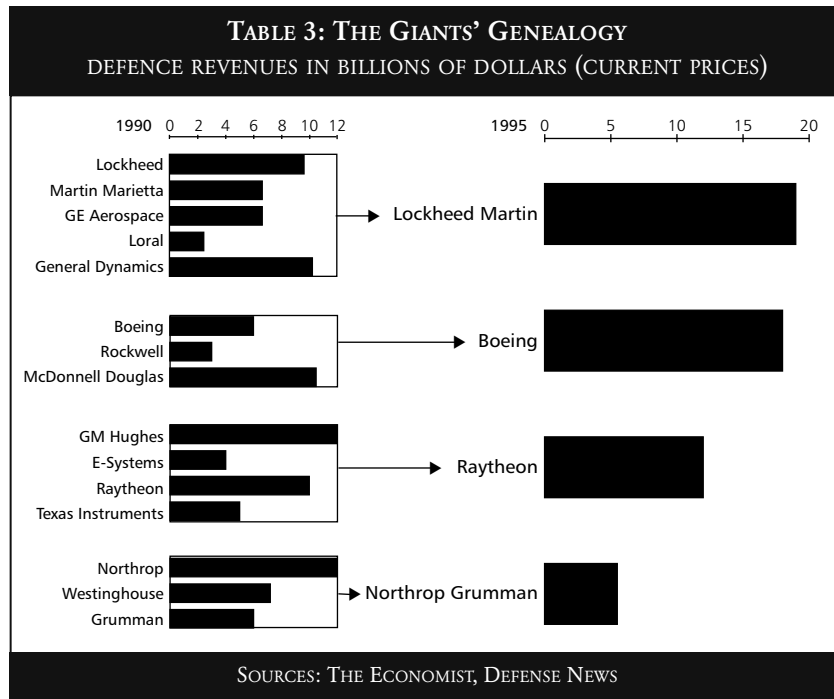 TABLE 3: THE GIANTS' GENEALOGY
DEFENCE REVENUES IN BILLIONS OF DOLLARS (CURRENT PRICES)
1990 0 2 4 6 8 10 12
1995 0 5 10 15 20
Lockheed
Martin Marietta
GE Aerospace
Loral
General Dynamics
Lockheed Martin
Boeing
Rockwell
McDonnell Douglas
Boeing
GM Hughes
E-Systems
Raytheon
Texas Instruments
Raytheon
Northrop
Westinghouse
Grumman
Northrop Grumman
SOURCES: THE ECONOMIST, DEFENSE NEWS